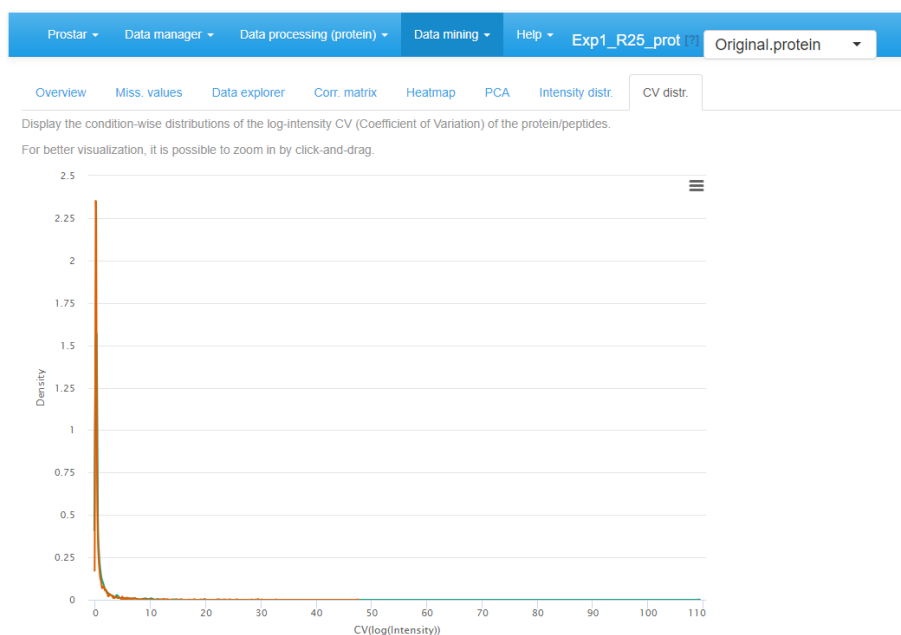 Prostar Data manager Data processing (protein) Data mining Help Exp1_R25_prot [?] Original.protein
Overview Miss. values Data explorer Corr. matrix Heatmap PCA Intensity distr. CV distr.
Display the condition-wise distributions of the log-intensity CV (Coefficient of Variation) of the protein/peptides.
For better visualization, it is possible to zoom in by click-and-drag.
2.5
2.25
2
1.75
1.5
1.25
1
0.75
0.5
0.25
0
Density
0 10 20 30 40 50 60 70 80 90 100 110
CV(log(Intensity))